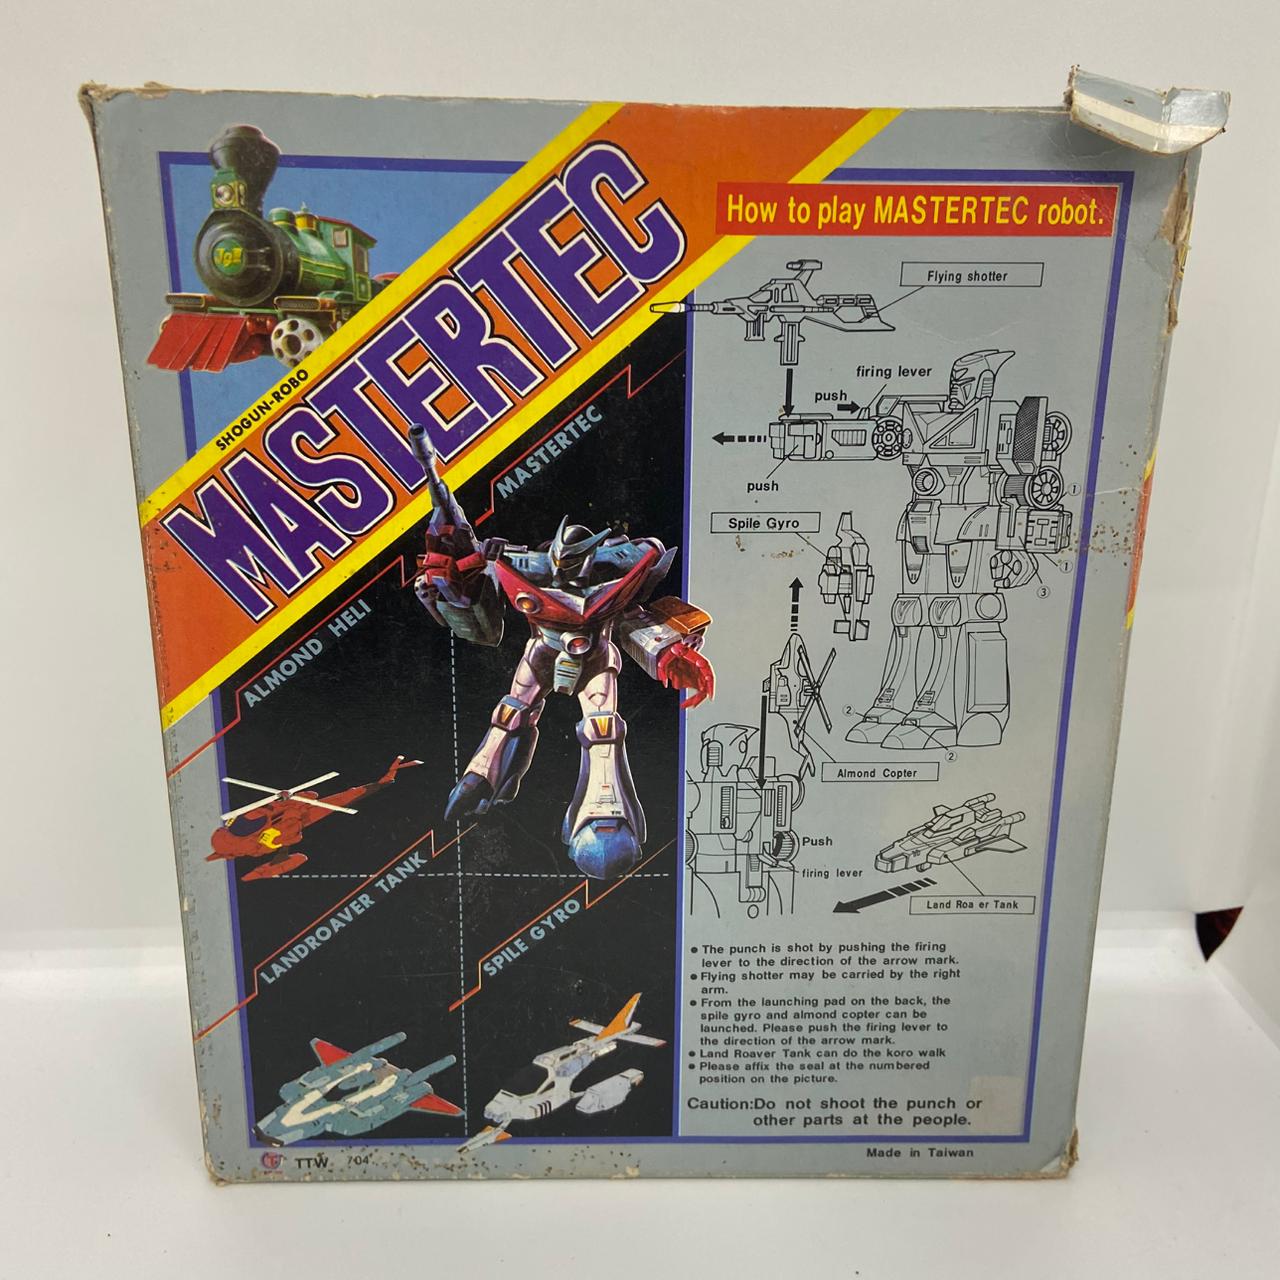 SHOGUN-ROBO
MASTERTEC
MASTERTEC
ALMOND HELI
LANDROAVER TANK
SPILE GYRO
How to play MASTERTEC robot.
Flying shotter
firing lever
push
push
Spile Gyro
1
1
3
2
2
Almond Copter
Push
firing lever
Land Roa er Tank
● The punch is shot by pushing the firing
lever to the direction of the arrow mark.
● Flying shotter may be carried by the right
arm.
● From the launching pad on the back, the
spile gyro and almond copter can be
launched. Please push the firing lever to
the direction of the arrow mark.
● Land Roaver Tank can do the koro walk
● Please affix the seal at the numbered
position on the picture.
Caution:Do not shoot the punch or
other parts at the people.
TTW 704
Made in Taiwan